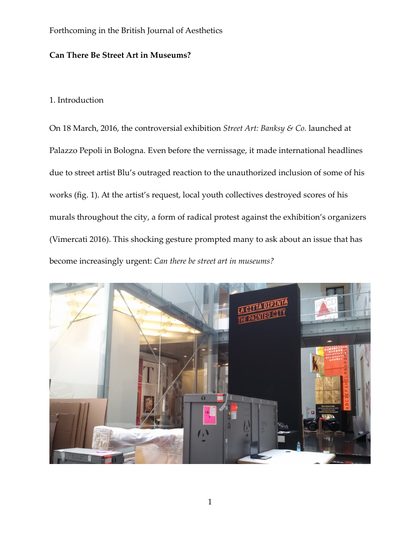 Forthcoming in the British Journal of Aesthetics
Can There Be Street Art in Museums?
1. Introduction
On 18 March, 2016, the controversial exhibition Street Art: Banksy & Co. launched at
Palazzo Pepoli in Bologna. Even before the vernissage, it made international headlines
due to street artist Blu's outraged reaction to the unauthorized inclusion of some of his
works (fig. 1). At the artist's request, local youth collectives destroyed scores of his
murals throughout the city, a form of radical protest against the exhibition's organizers
(Vimercati 2016). This shocking gesture prompted many to ask about an issue that has
become increasingly urgent: Can there be street art in museums?
LA CITTÀ DIPINTA
THE PAINTED CITY
1